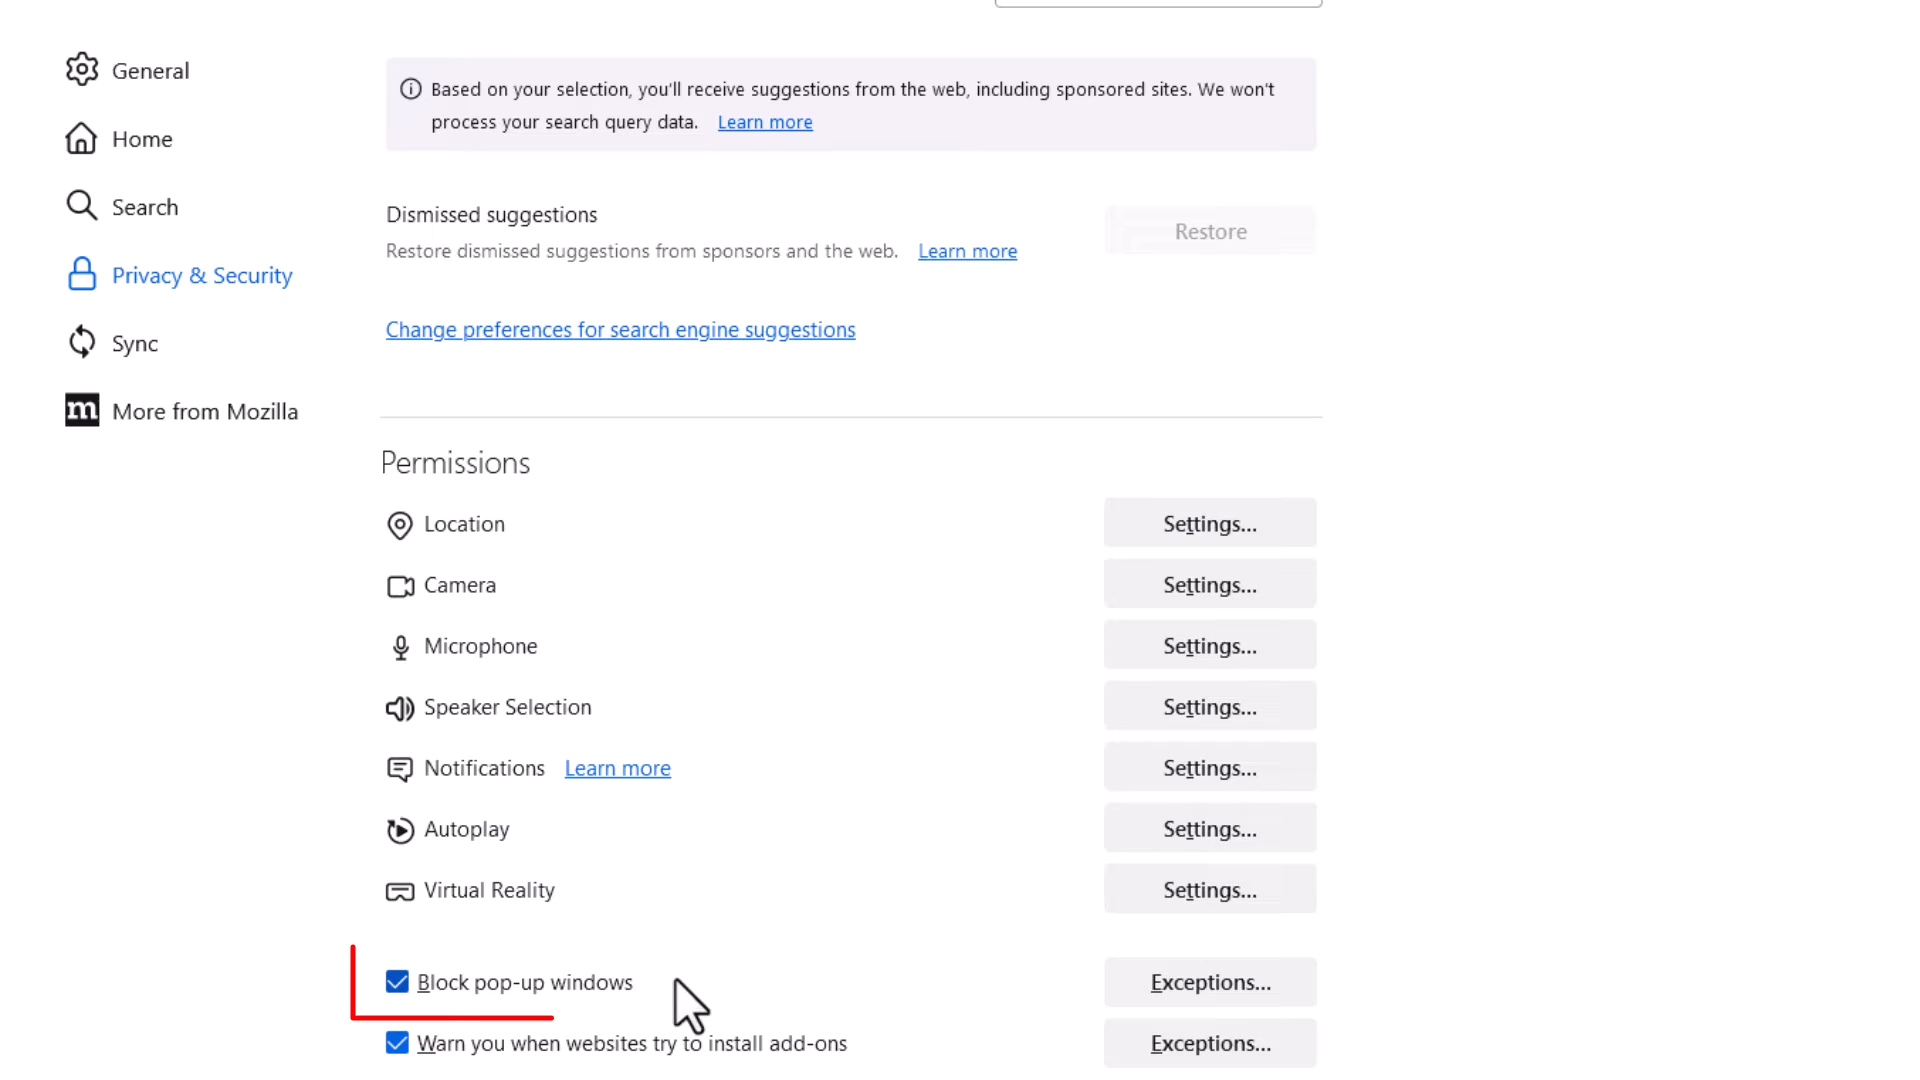 General
Home
Search
Privacy & Security
Sync
m More from Mozilla
Based on your selection, you'll receive suggestions from the web, including sponsored sites. We won't
process your search query data. Learn more
Dismissed suggestions
Restore dismissed suggestions from sponsors and the web. Learn more
Restore
Change preferences for search engine suggestions
Permissions
Location Settings...
Camera Settings...
Microphone Settings...
Speaker Selection Settings...
Notifications Learn more Settings...
Autoplay Settings...
Virtual Reality Settings...
Block pop-up windows Exceptions...
Warn you when websites try to install add-ons Exceptions...